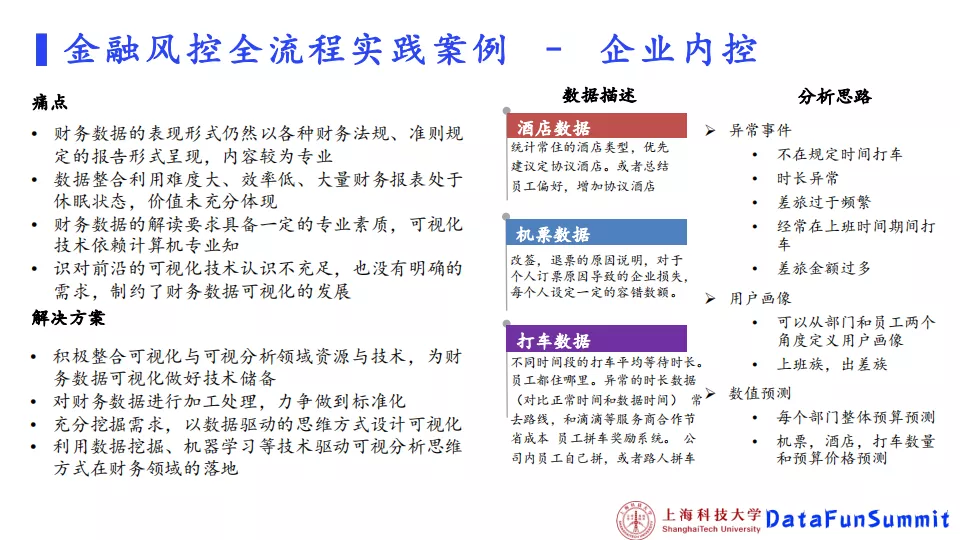 金融风控全流程实践案例 - 企业内控
痛点
• 财务数据的表现形式仍然以各种财务法规、准则规
定的报告形式呈现，内容较为专业
• 数据整合利用难度大、效率低、大量财务报表处于
休眠状态，价值未充分体现
• 财务数据的解读要求具备一定的专业素质，可视化
技术依赖计算机专业知
• 识对前沿的可视化技术认识不充足，也没有明确的
需求，制约了财务数据可视化的发展
解决方案
• 积极整合可视化与可视分析领域资源与技术，为财
务数据可视化做好技术储备
• 对财务数据进行加工处理，力争做到标准化
• 充分挖掘需求，以数据驱动的思维方式设计可视化
• 利用数据挖掘、机器学习等技术驱动可视分析思维
方式在财务领域的落地
数据描述
酒店数据
统计常住的酒店类型，优先
建议定协议酒店。或者总结
员工偏好，增加协议酒店
机票数据
改签，退票的原因说明，对于
个人订票原因导致的企业损失，
每个人设定一定的容错数额。
打车数据
不同时间段的打车平均等待时长。
员工都住哪里。异常的时长数据
（对比正常时间和数据时间） 常
去路线，和滴滴等服务商合作节
省成本 员工拼车奖励系统。 公
司内员工自己拼，或者路人拼车
分析思路
➢ 异常事件
• 不在规定时间打车
• 时长异常
• 差旅过于频繁
• 经常在上班时间期间打
车
• 差旅金额过多
➢ 用户画像
• 可以从部门和员工两个
角度定义用户画像
• 上班族，出差族
➢ 数值预测
• 每个部门整体预算预测
• 机票，酒店，打车数量
和预算价格预测
上海科技大学
ShanghaiTech University
DataFunSummit